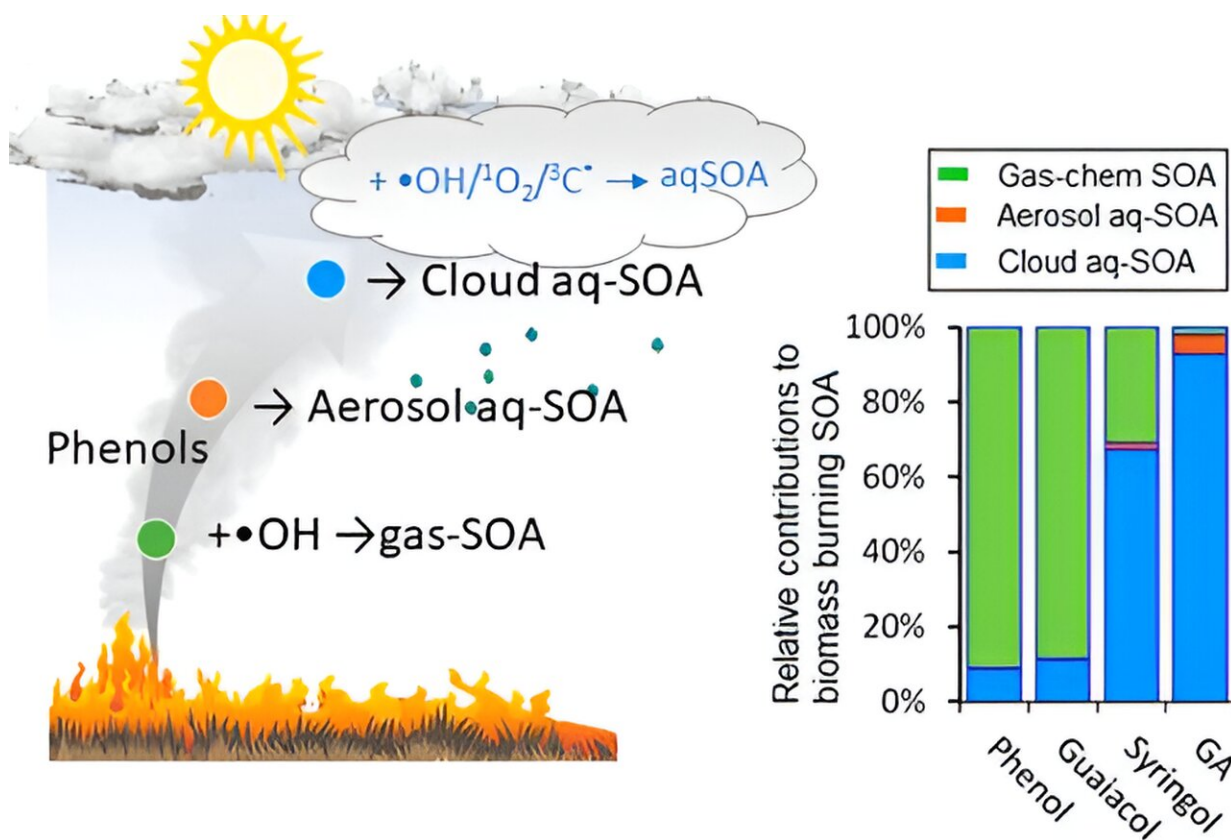 + •OH/¹O₂/³C* → aqSOA
→ Cloud aq-SOA
→ Aerosol aq-SOA
Phenols
+•OH →gas-SOA
Gas-chem SOA
Aerosol aq-SOA
Cloud aq-SOA
Relative contributions to
biomass burning SOA
100%
80%
60%
40%
20%
0%
Phenol
Guaiacol
Syringol
GA